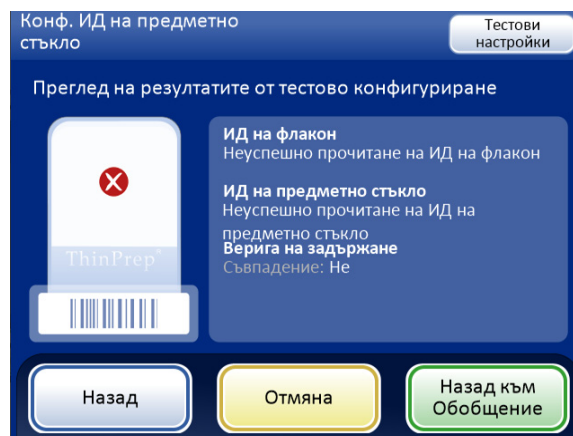 Конф. ИД на предметно
стъкло
Тестови
настройки
Преглед на резултатите от тестово конфигуриране
ThinPrep®
ИД на флакон
Неуспешно прочитане на ИД на флакон
ИД на предметно стъкло
Неуспешно прочитане на ИД на
предметно стъкло
Верига на задържане
Съвпадение: Не
Назад
Отмяна
Назад към
Обобщение